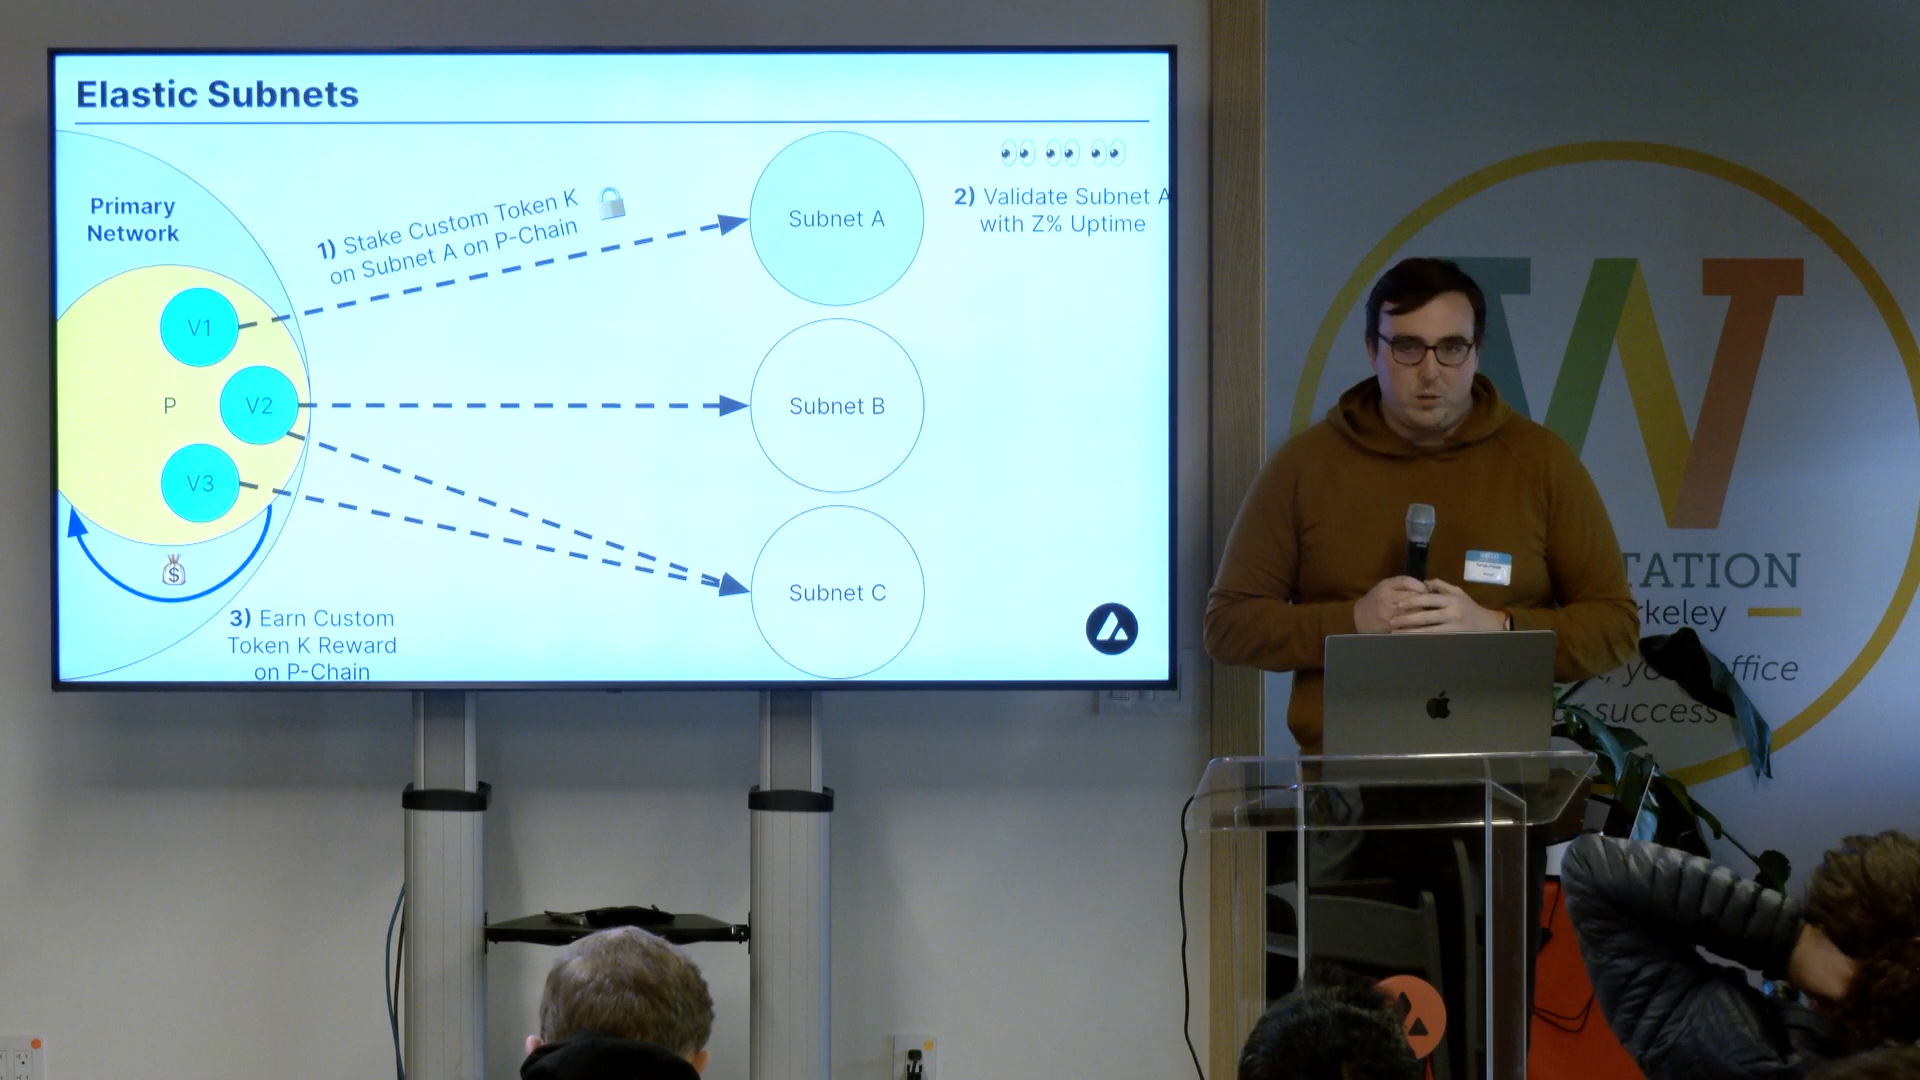 Elastic Subnets
Primary
Network
1) Stake Custom Token K
on Subnet A on P-Chain
Subnet A
2) Validate Subnet A
with Z% Uptime
V1
P
V2
V3
Subnet B
Subnet C
$
3) Earn Custom
Token K Reward
on P-Chain
W
TATION
rkeley
office
success